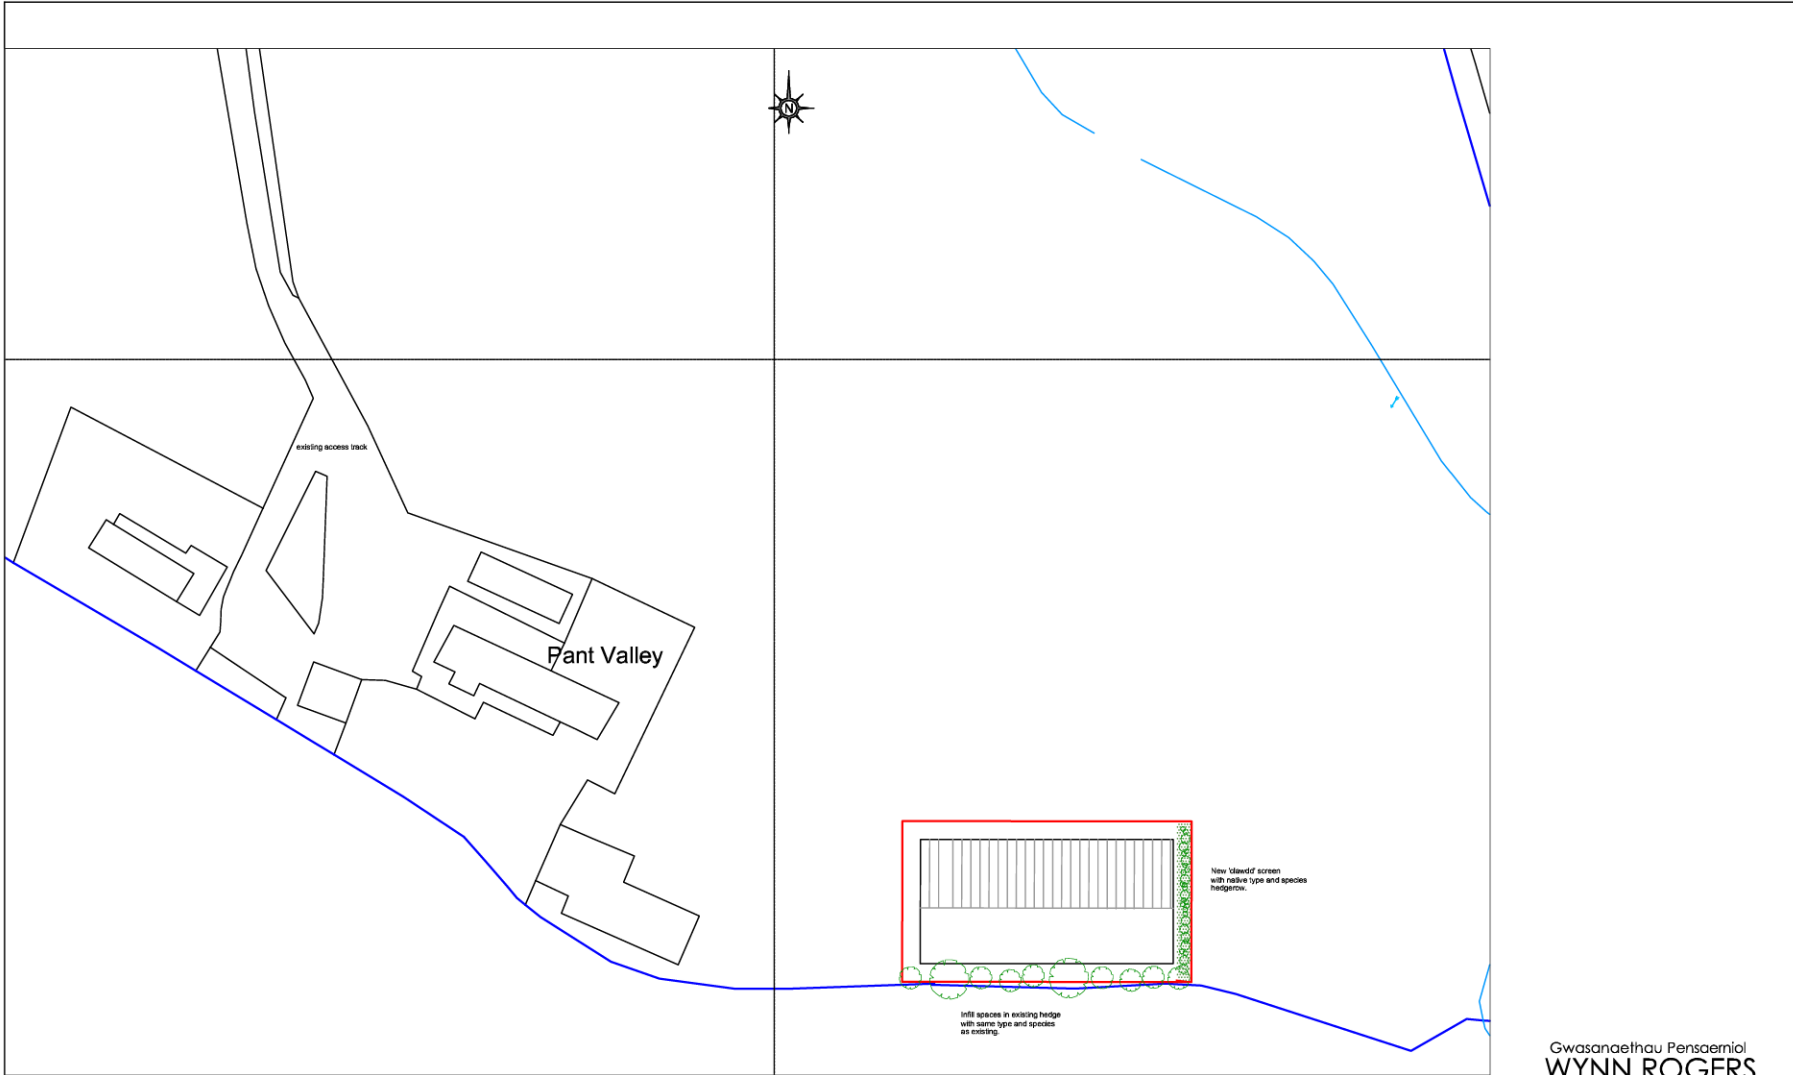 N
existing access track
Pant Valley
New 'clawdd' screen
with native type and species
hedgerow.
Infill spaces in existing hedge
with same type and species
as existing.
Gwasanaethau Pensaernïol
WYNN ROGERS